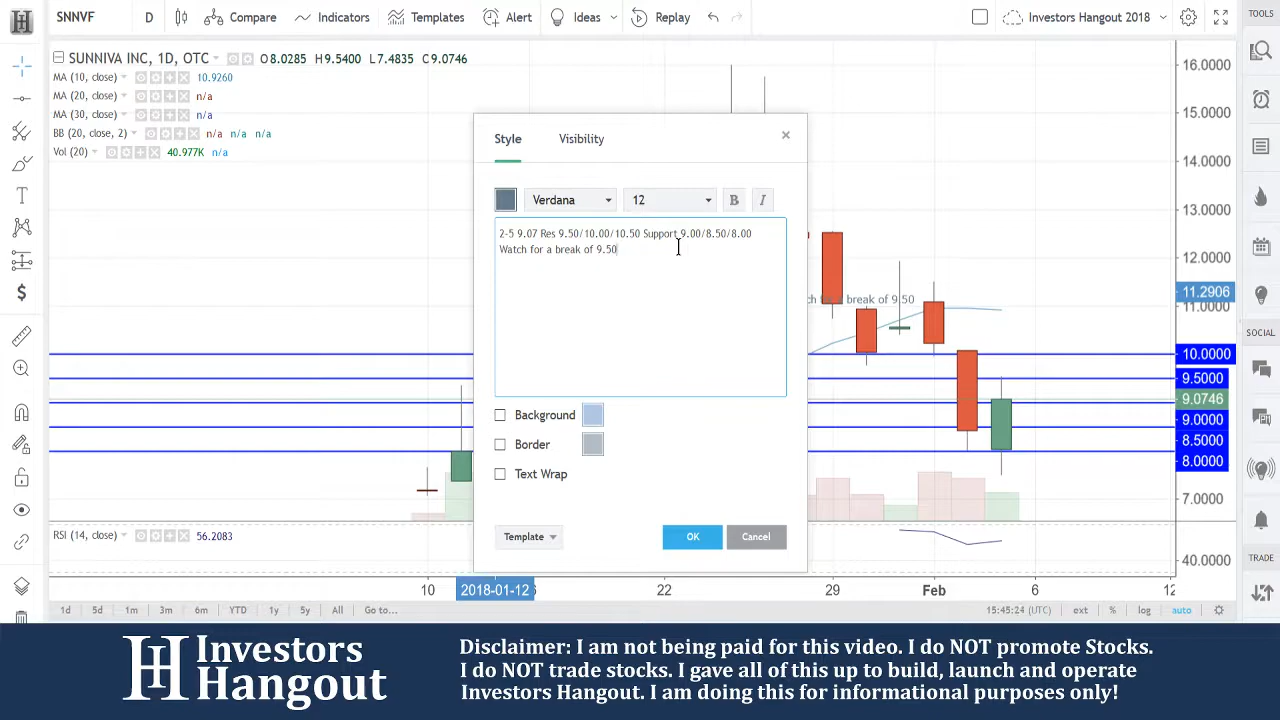 SNNVF D Compare Indicators Templates Alert Ideas Replay Investors Hangout 2018 TOOLS
SUNNIVA INC, 1D, OTC O8.0285 H9.5400 L7.4835 C9.0746
MA (10, close) 10.9260
MA (20, close) n/a
MA (30, close) n/a
BB (20, close, 2) n/a n/a n/a
Vol (20) 40.977K n/a
Style Visibility
Verdana 12 B I
2-5 9.07 Res 9.50/10.00/10.50 Support 9.00/8.50/8.00
Watch for a break of 9.50
ch for a break of 9.50
Background
Border
Text Wrap
Template OK Cancel
16.0000
15.0000
14.0000
13.0000
12.0000
11.2906
11.0000
10.0000
9.5000
9.0746
9.0000
8.5000
8.0000
7.0000
40.0000
SOCIAL
TRADE
RSI (14, close) 56.2083
10 2018-01-12 22 29 Feb 6 12
1d 5d 1m 3m 6m YTD 1y 5y All Go to... 15:45:24 (UTC) ext % log auto
Investors
Hangout
Disclaimer: I am not being paid for this video. I do NOT promote Stocks.
I do NOT trade stocks. I gave all of this up to build, launch and operate
Investors Hangout. I am doing this for informational purposes only!